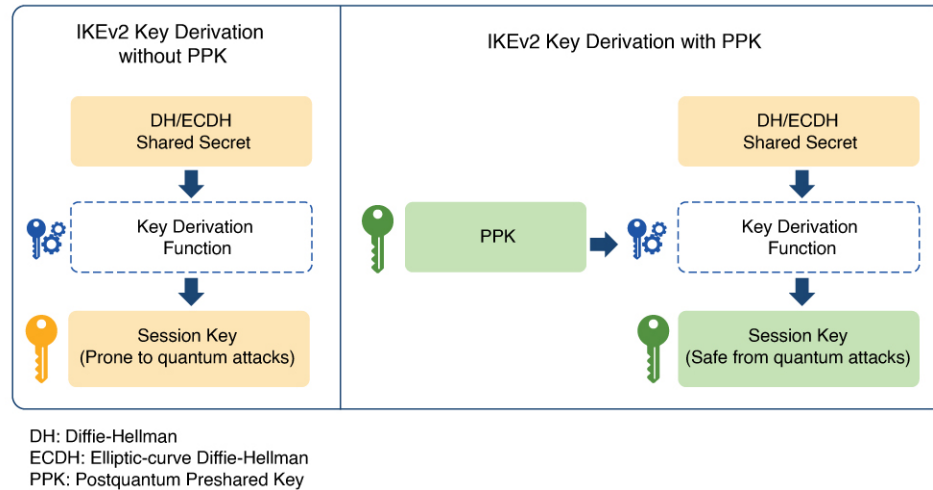 IKEv2 Key Derivation
without PPK
DH/ECDH
Shared Secret
Key Derivation
Function
Session Key
(Prone to quantum attacks)
IKEv2 Key Derivation with PPK
PPK
DH/ECDH
Shared Secret
Key Derivation
Function
Session Key
(Safe from quantum attacks)
DH: Diffie-Hellman
ECDH: Elliptic-curve Diffie-Hellman
PPK: Postquantum Preshared Key